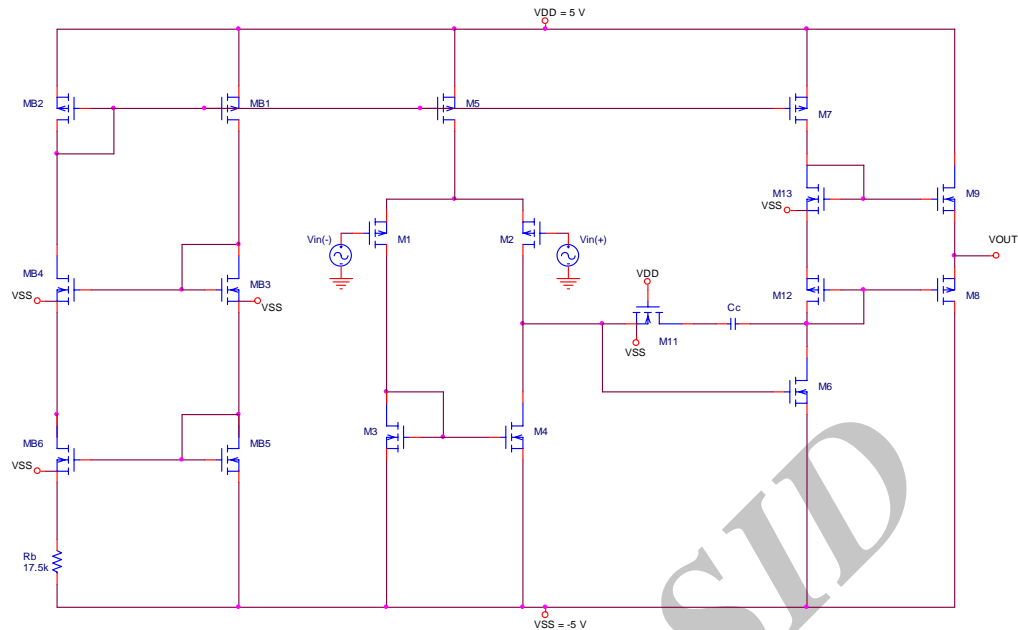 VDD = 5 V
MB2
MB1
M5
M7
M13
VSS
M9
Vin(-)
M1
M2
Vin(+)
VOUT
MB4
VSS
MB3
VSS
VDD
M12
M8
Cc
M11
VSS
M6
M3
M4
MB6
MB5
VSS
Rb
17.5k
VSS = -5 V
SID